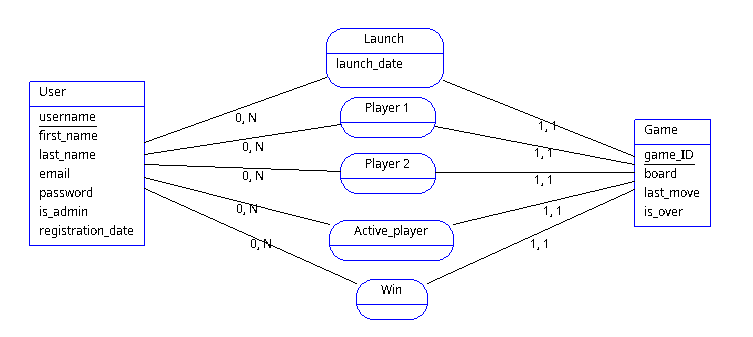 User
username
first_name
last_name
email
password
is_admin
registration_date
Launch
launch_date
Player 1
Player 2
Active_player
Win
0, N
0, N
0, N
0, N
0, N
1, 1
1, 1
1, 1
1, 1
1, 1
Game
game_ID
board
last_move
is_over